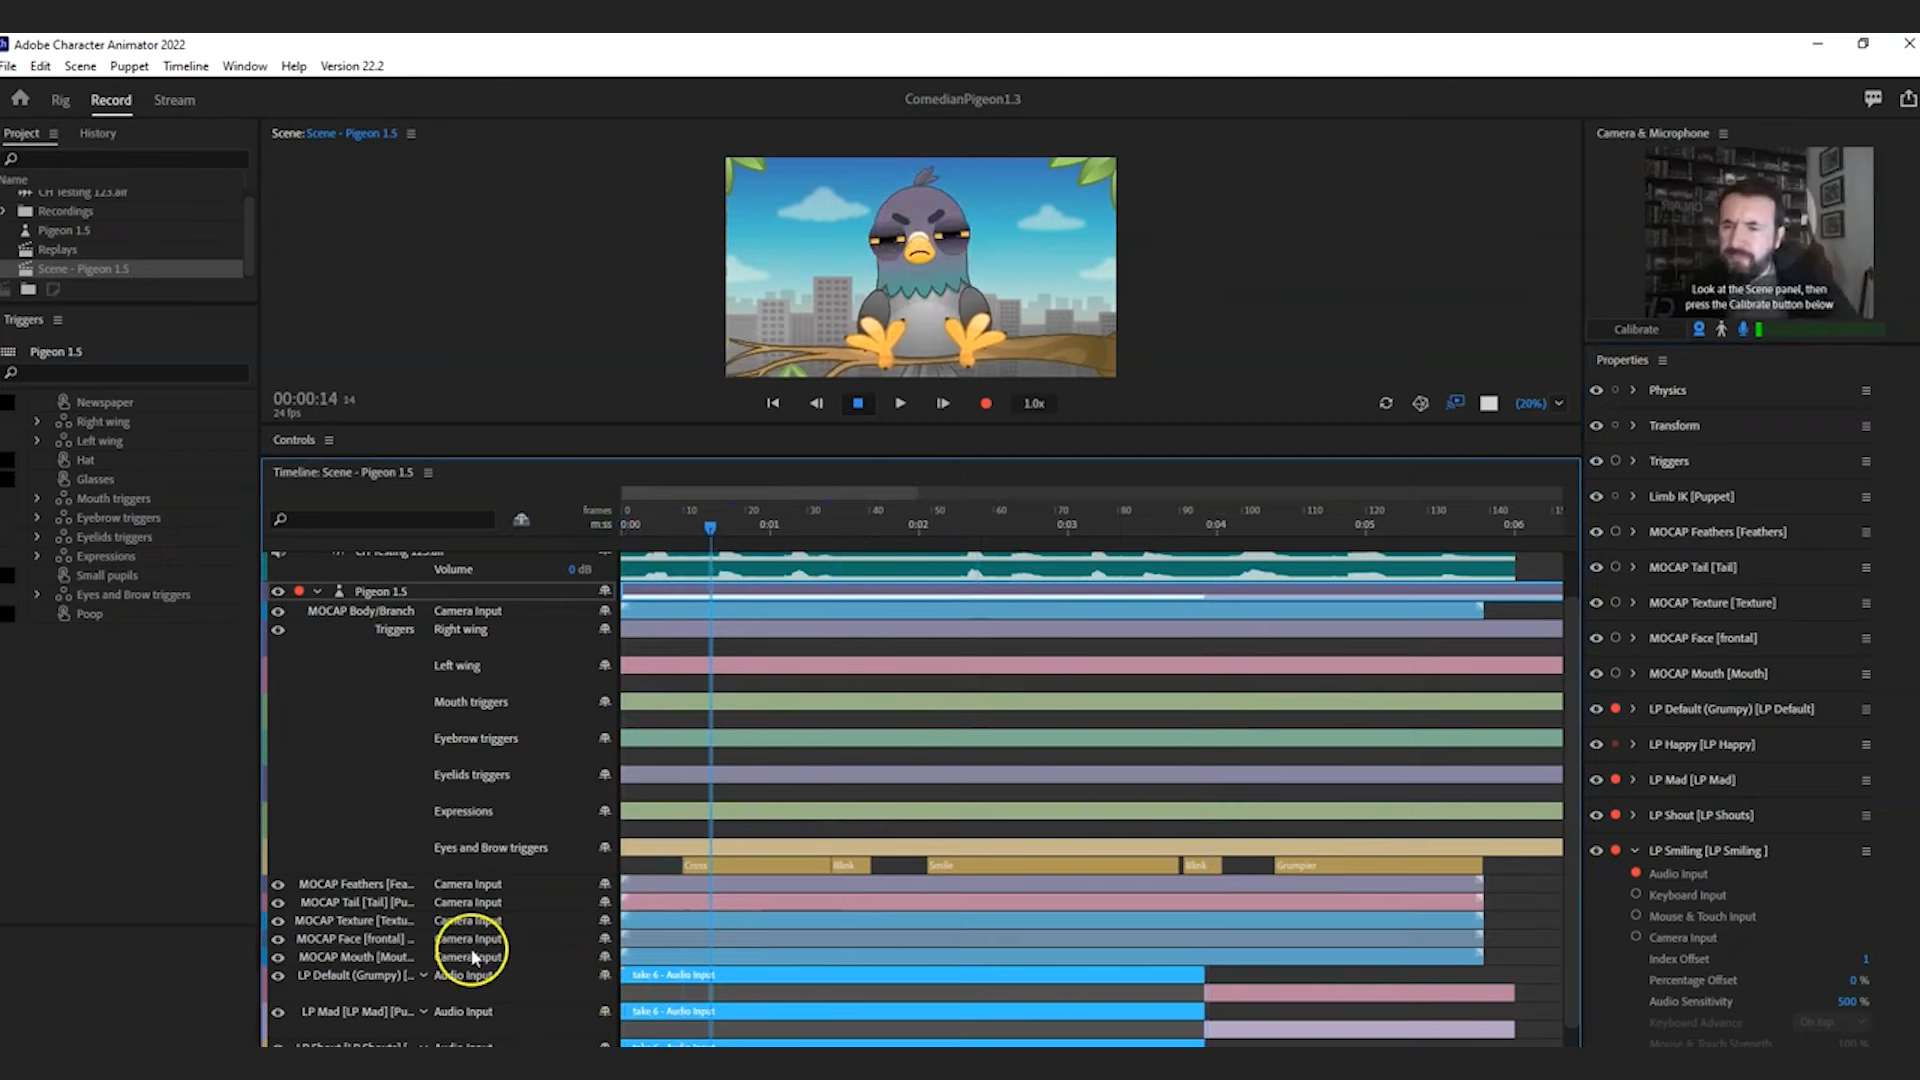 Adobe Character Animator 2022
File Edit Scene Puppet Timeline Window Help Version 22.2
Rig Record Stream
ComedianPigeon1.3
Project History
Name
CH Testing 123.aif
Recordings
Pigeon 1.5
Replays
Scene - Pigeon 1.5
Triggers
Pigeon 1.5
Newspaper
Right wing
Left wing
Hat
Glasses
Mouth triggers
Eyebrow triggers
Eyelids triggers
Expressions
Small pupils
Eyes and Brow triggers
Poop
Scene: Scene - Pigeon 1.5
00:00:14 14
24 fps
1.0x
(20%)
Controls
Timeline: Scene - Pigeon 1.5
frames 0 10 20 30 40 50 60 70 80 90 100 110 120 130 140
m:ss 0:00 0:01 0:02 0:03 0:04 0:05 0:06
CH Testing 123.aif
Volume 0 dB
Pigeon 1.5
MOCAP Body/Branch Camera Input
Triggers Right wing
Left wing
Mouth triggers
Eyebrow triggers
Eyelids triggers
Expressions
Eyes and Brow triggers
Cross Blink Smile Blink Grumpier
MOCAP Feathers [Fea... Camera Input
MOCAP Tail [Tail] [Pu... Camera Input
MOCAP Texture [Textu... Camera Input
MOCAP Face [frontal] ... Camera Input
MOCAP Mouth [Mout... Camera Input
LP Default (Grumpy) [... Audio Input take 6 - Audio Input
LP Mad [LP Mad] [Pu... Audio Input take 6 - Audio Input
Camera & Microphone
Look at the Scene panel, then
press the Calibrate button below
Calibrate
Properties
Physics
Transform
Triggers
Limb IK [Puppet]
MOCAP Feathers [Feathers]
MOCAP Tail [Tail]
MOCAP Texture [Texture]
MOCAP Face [frontal]
MOCAP Mouth [Mouth]
LP Default (Grumpy) [LP Default]
LP Happy [LP Happy]
LP Mad [LP Mad]
LP Shout [LP Shouts]
LP Smiling [LP Smiling ]
Audio Input
Keyboard Input
Mouse & Touch Input
Camera Input
Index Offset 1
Percentage Offset 0 %
Audio Sensitivity 500 %
Keyboard Advance On top
Mouse & Touch Strength 100 %